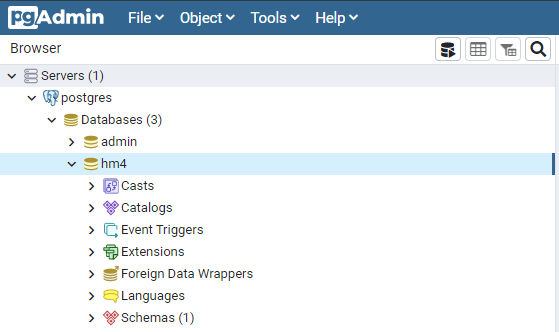 pgAdmin File Object Tools Help
Browser
Servers (1)
postgres
Databases (3)
admin
hm4
Casts
Catalogs
Event Triggers
Extensions
Foreign Data Wrappers
Languages
Schemas (1)